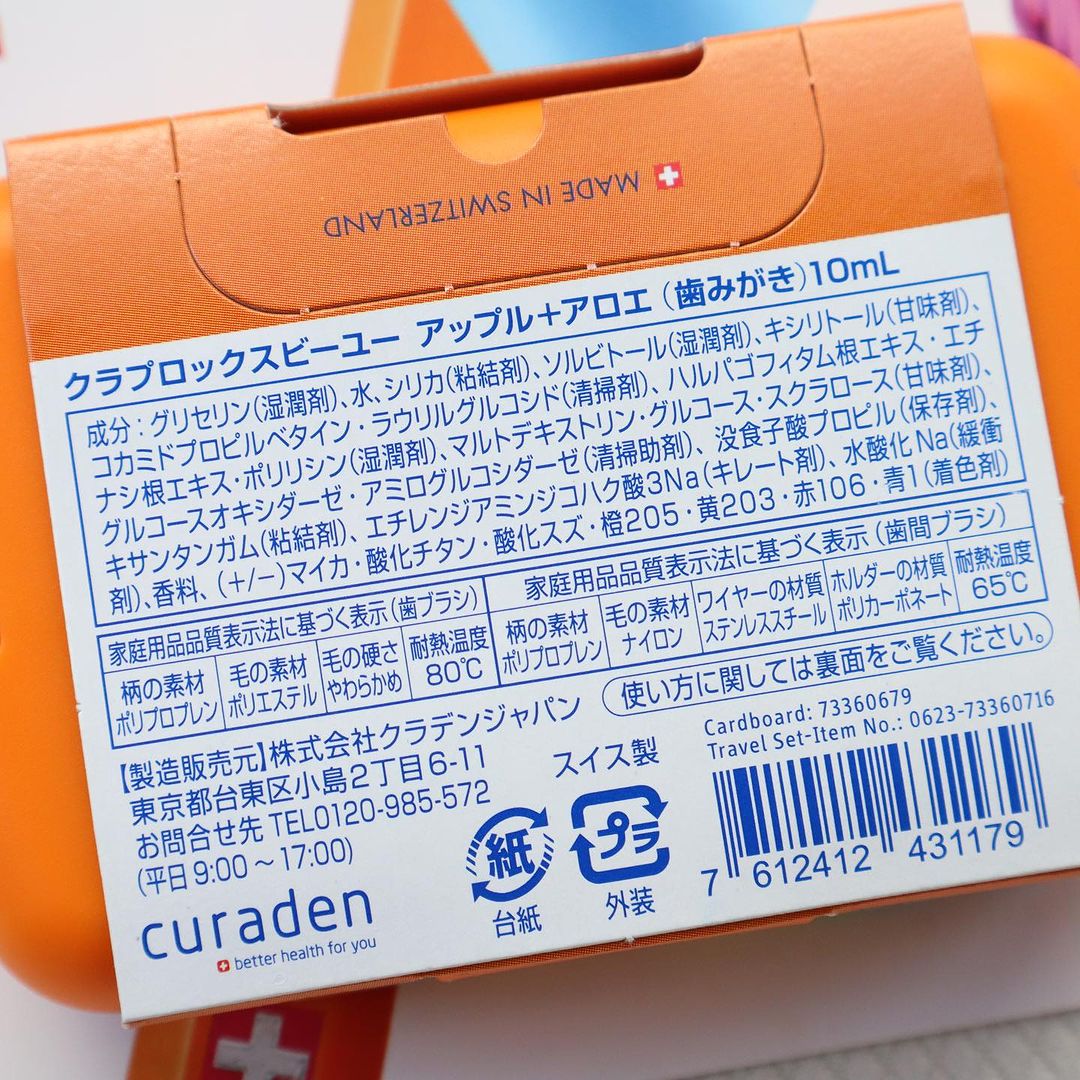 MADE IN SWITZERLAND
クラプロックスビーユー アップル+アロエ (歯みがき)10mL
成分:グリセリン(湿潤剤)、水、シリカ(粘結剤)、ソルビトール(湿潤剤)、キシリトール(甘味剤)、
コカミドプロピルベタイン・ラウリルグルコシド(清掃剤)、ハルパゴフィタム根エキス・エチ
ナシ根エキス・ポリリシン(湿潤剤)、マルトデキストリン・グルコース・スクラロース(甘味剤)、
グルコースオキシダーゼ・アミログルコシダーゼ(清掃助剤)、没食子酸プロピル(保存剤)、
キサンタンガム(粘結剤)、エチレンジアミンジコハク酸3Na(キレート剤)、水酸化Na(緩衝
剤)、香料、(+/−)マイカ・酸化チタン・酸化スズ・橙205・黄203・赤106・青1(着色剤)
家庭用品品質表示法に基づく表示(歯ブラシ)
柄の素材 毛の素材 毛の硬さ 耐熱温度
ポリプロプレン ポリエステル やわらかめ 80℃
家庭用品品質表示法に基づく表示(歯間ブラシ)
柄の素材 毛の素材 ワイヤーの材質 ホルダーの材質 耐熱温度
ポリプロプレン ナイロン ステンレススチール ポリカーポネート 65℃
使い方に関しては裏面をご覧ください。
【製造販売元】株式会社クラデンジャパン
東京都台東区小島2丁目6-11
お問合せ先 TEL0120-985-572
(平日 9:00～17:00)
curaden
better health for you
スイス製
紙
台紙
プラ
外装
Cardboard: 73360679
Travel Set-Item No.: 0623-73360716
7 612412 431179